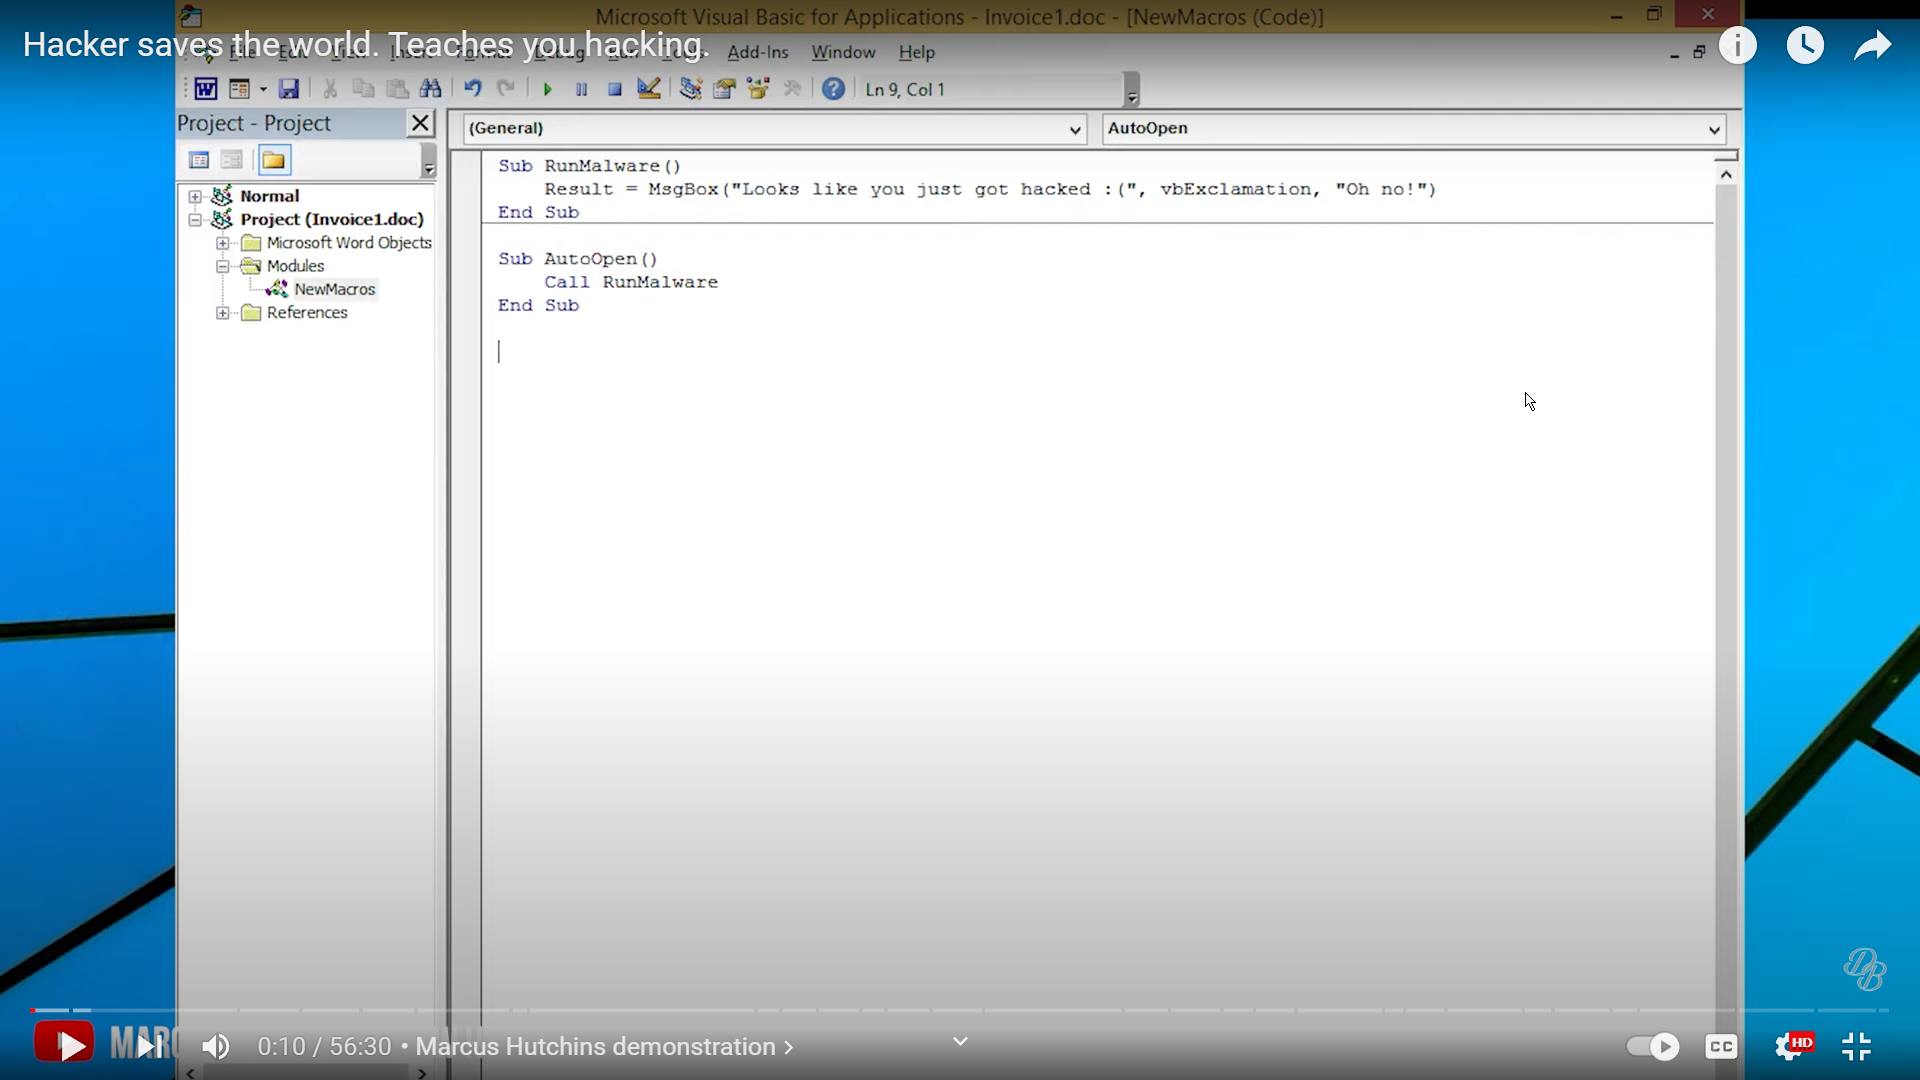 Microsoft Visual Basic for Applications - Invoice1.doc - [NewMacros (Code)]
Hacker saves the world. Teaches you hacking.
Add-Ins Window Help
Ln 9, Col 1
Project - Project
(General)
AutoOpen
Sub RunMalware()
Result = MsgBox("Looks like you just got hacked :(", vbExclamation, "Oh no!")
End Sub
Sub AutoOpen()
Call RunMalware
End Sub
Normal
Project (Invoice1.doc)
Microsoft Word Objects
Modules
NewMacros
References
DB
0:10 / 56:30 • Marcus Hutchins demonstration
CC
HD